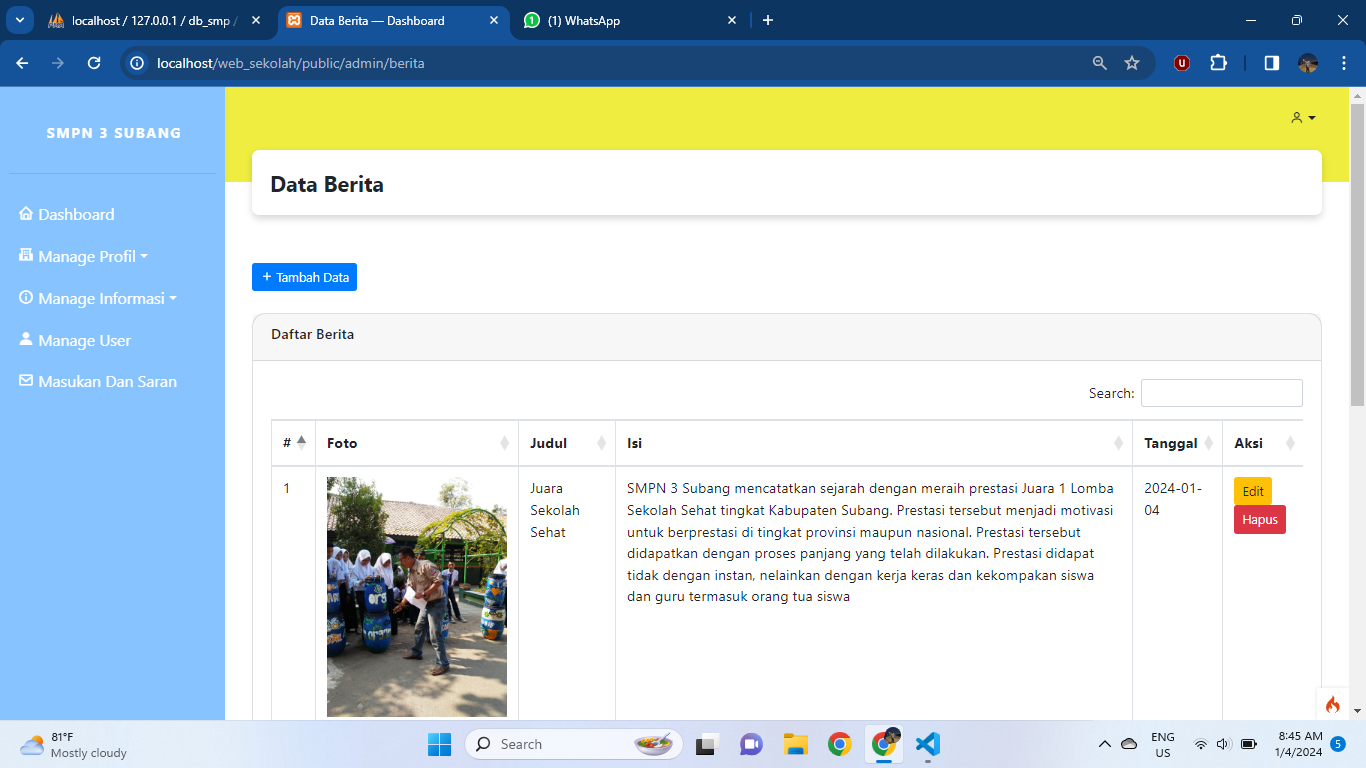 localhost / 127.0.0.1 / db_smp /
Data Berita — Dashboard
(1) WhatsApp
localhost/web_sekolah/public/admin/berita
SMPN 3 SUBANG
Dashboard
Manage Profil
Manage Informasi
Manage User
Masukan Dan Saran
Data Berita
+ Tambah Data
Daftar Berita
Search:
# Foto Judul Isi Tanggal Aksi
1
Juara
Sekolah
Sehat
SMPN 3 Subang mencatatkan sejarah dengan meraih prestasi Juara 1 Lomba
Sekolah Sehat tingkat Kabupaten Subang. Prestasi tersebut menjadi motivasi
untuk berprestasi di tingkat provinsi maupun nasional. Prestasi tersebut
didapatkan dengan proses panjang yang telah dilakukan. Prestasi didapat
tidak dengan instan, nelainkan dengan kerja keras dan kekompakan siswa
dan guru termasuk orang tua siswa
2024-01-
04
Edit
Hapus
81°F
Mostly cloudy
Search
ENG
US
8:45 AM
1/4/2024
5